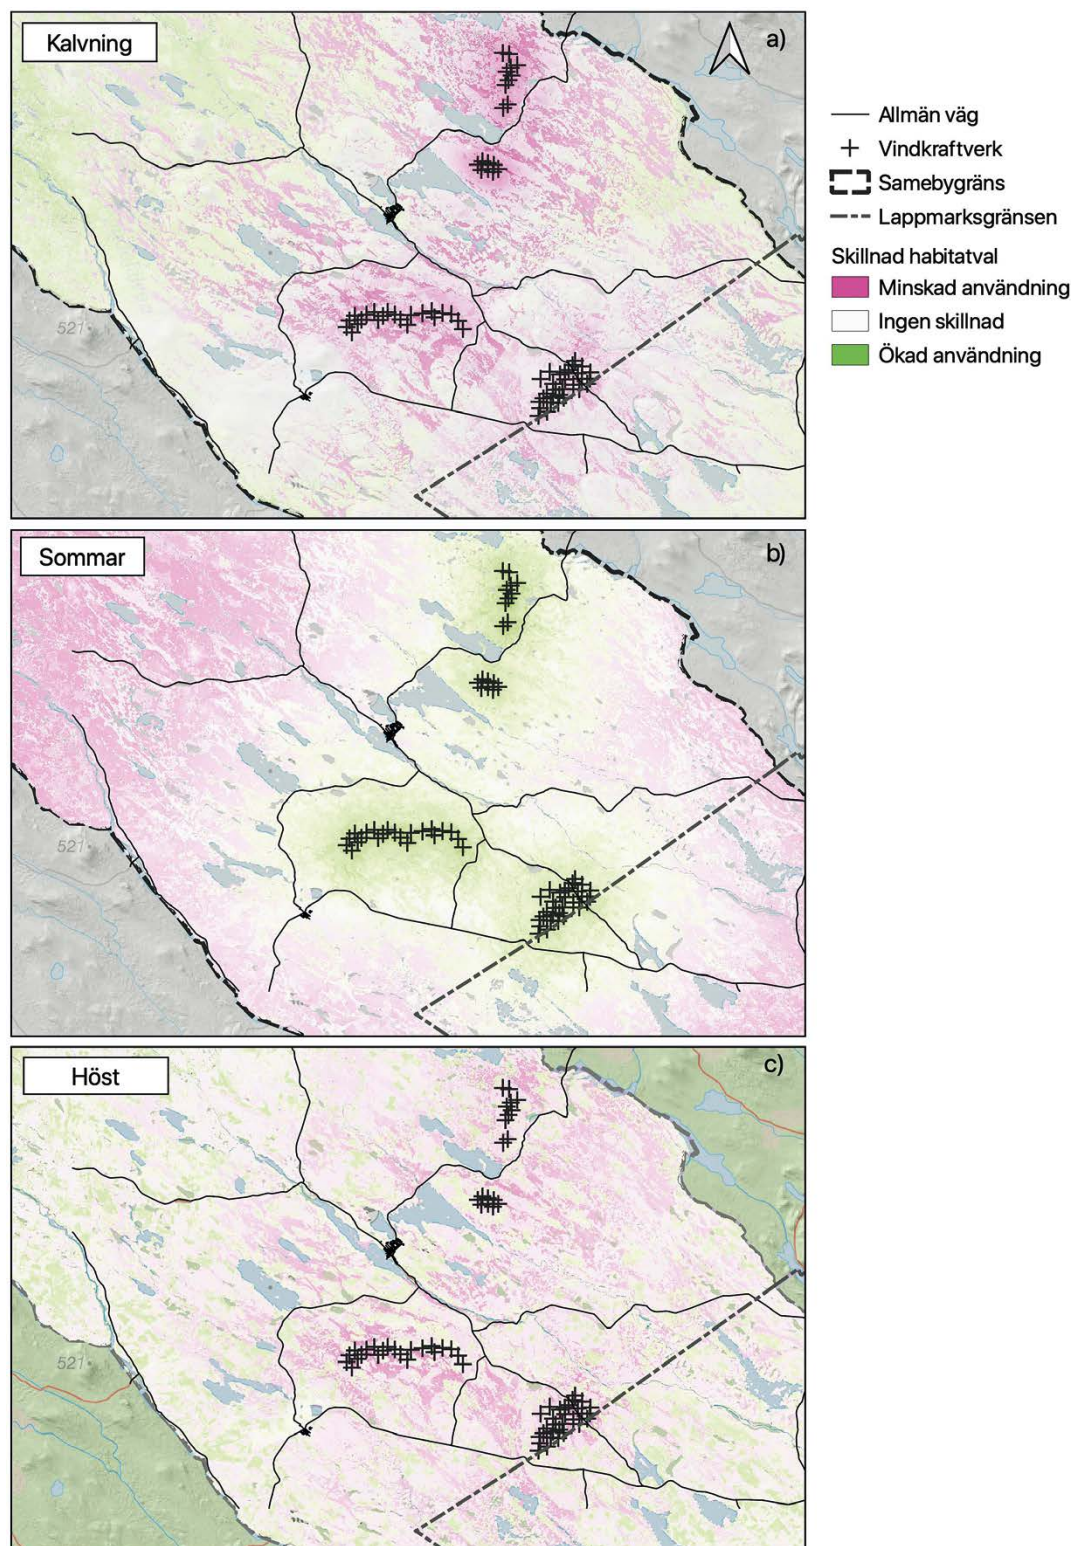 Kalvning
a)
521
Allmän väg
Vindkraftverk
Samebygräns
Lappmarksgränsen
Skillnad habitatval
Minskad användning
Ingen skillnad
Ökad användning
Sommar
b)
521
Höst
c)
521